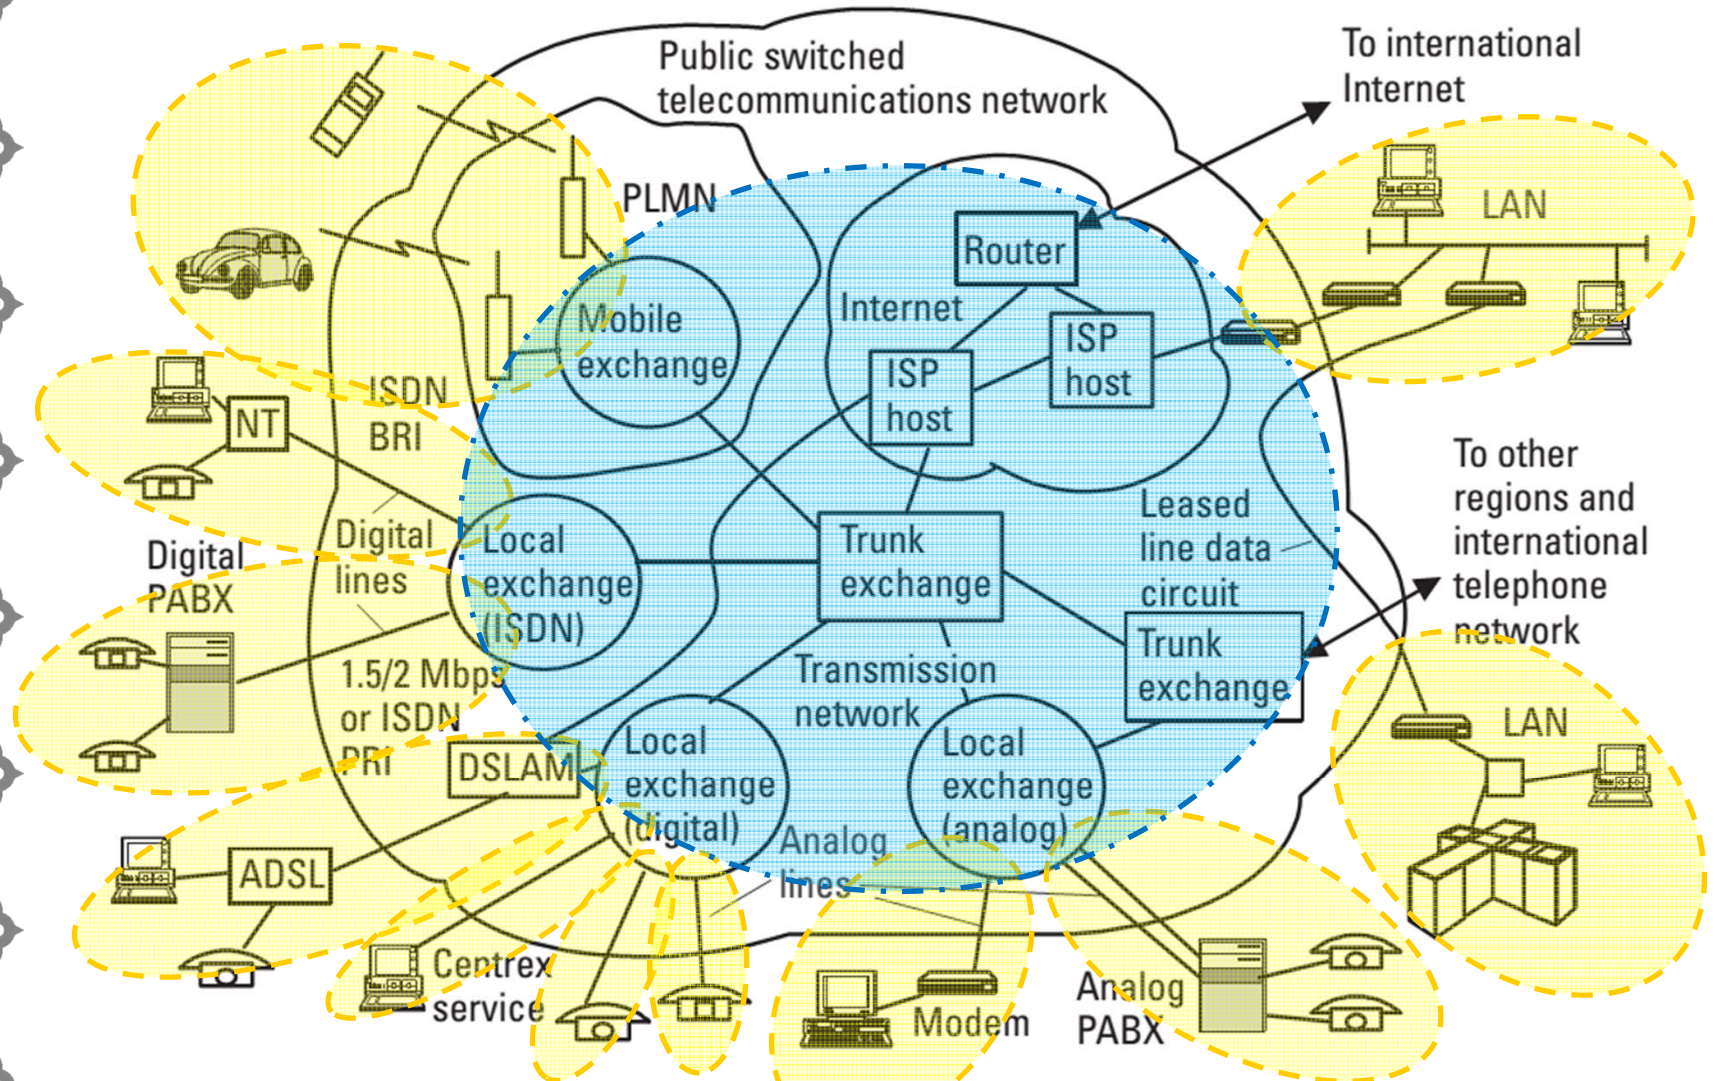 Public switched
telecommunications network
To international
Internet
PLMN
LAN
Router
Internet
Mobile
exchange
ISP
host
ISP
host
ISDN
BRI
NT
To other
regions and
international
telephone
network
Leased
line data
circuit
Digital
lines
Local
exchange
(ISDN)
Trunk
exchange
Digital
PABX
Trunk
exchange
1.5/2 Mbps
or ISDN
PRI
Transmission
network
LAN
DSLAM
Local
exchange
(digital)
Local
exchange
(analog)
Analog
lines
ADSL
Centrex
service
Modem
Analog
PABX